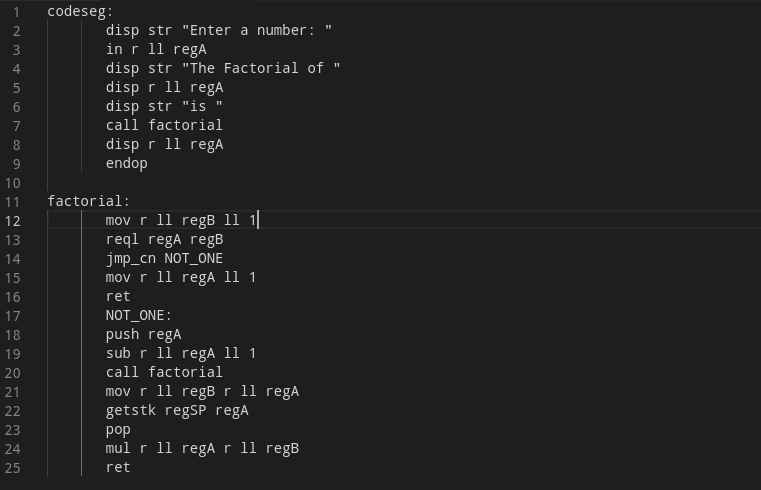 1 codeseg:
2 disp str "Enter a number: "
3 in r ll regA
4 disp str "The Factorial of "
5 disp r ll regA
6 disp str "is "
7 call factorial
8 disp r ll regA
9 endop
10
11 factorial:
12 mov r ll regB ll 1
13 reql regA regB
14 jmp_cn NOT_ONE
15 mov r ll regA ll 1
16 ret
17 NOT_ONE:
18 push regA
19 sub r ll regA ll 1
20 call factorial
21 mov r ll regB r ll regA
22 getstk regSP regA
23 pop
24 mul r ll regA r ll regB
25 ret